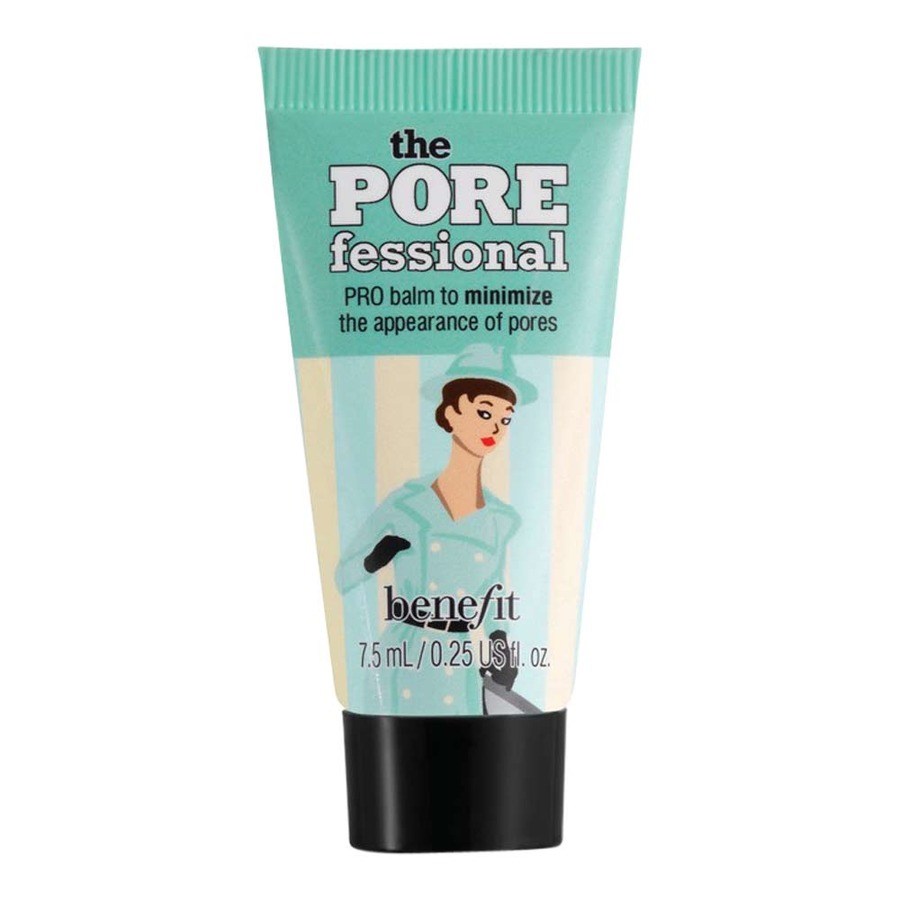 the
PORE
fessional
PRO balm to minimize
the appearance of pores
benefit
7.5 mL / 0.25 US fl. oz.